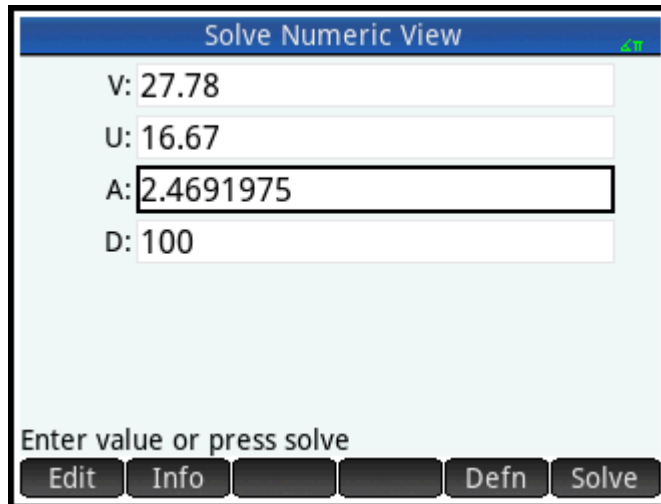 Solve Numeric View
∡π
V: 27.78
U: 16.67
A: 2.4691975
D: 100
Enter value or press solve
Edit Info Defn Solve